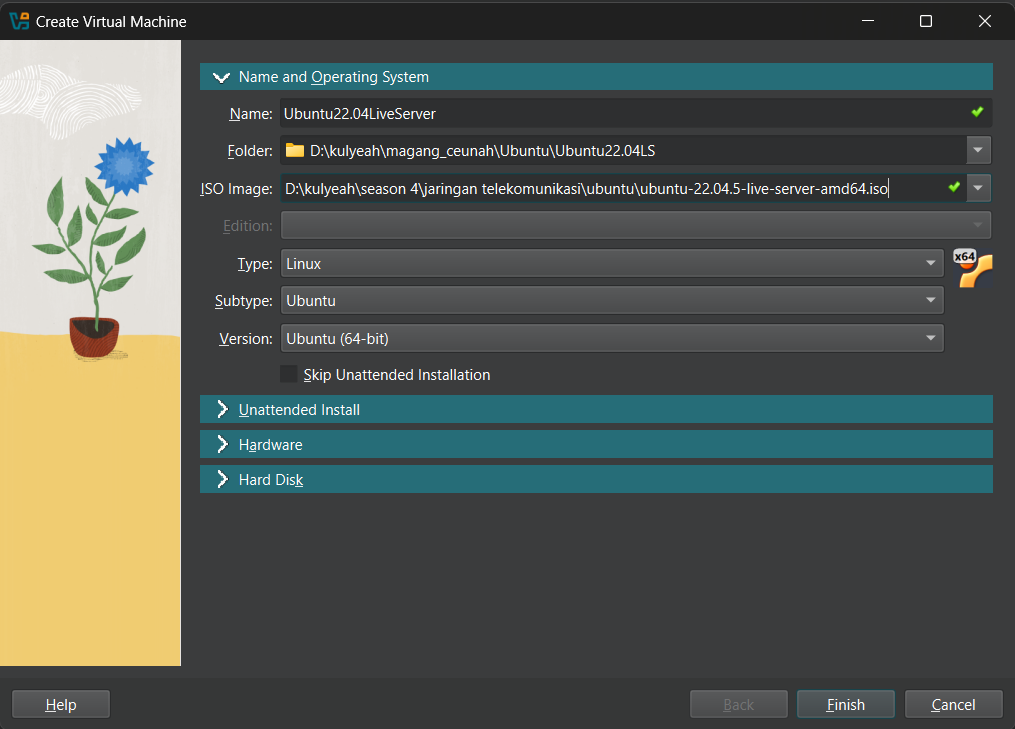 Create Virtual Machine
Name and Operating System
Name: Ubuntu22.04LiveServer
Folder: D:\kulyeah\magang_ceunah\Ubuntu\Ubuntu22.04LS
ISO Image: D:\kulyeah\season 4\jaringan telekomunikasi\ubuntu\ubuntu-22.04.5-live-server-amd64.iso
Edition:
Type: Linux
x64
Subtype: Ubuntu
Version: Ubuntu (64-bit)
Skip Unattended Installation
Unattended Install
Hardware
Hard Disk
Help Back Finish Cancel